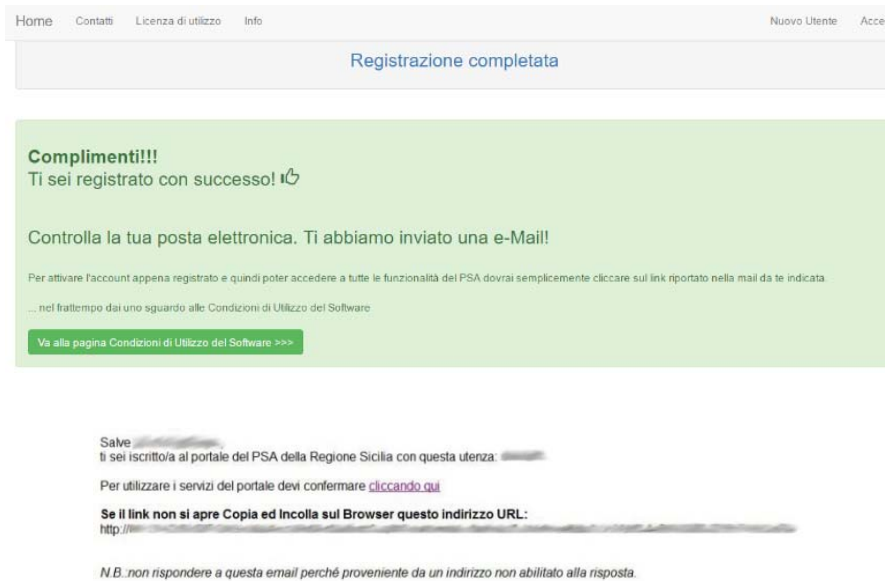 Home Contatti Licenza di utilizzo Info Nuovo Utente
Registrazione completata
Complimenti!!!
Ti sei registrato con successo!
Controlla la tua posta elettronica. Ti abbiamo inviato una e-Mail!
Per attivare l'account appena registrato e quindi poter accedere a tutte le funzionalità del PSA dovrai semplicemente cliccare sul link riportato nella mail da te indicata.
... nel frattempo dai uno sguardo alle Condizioni di Utilizzo del Software
Va alla pagina Condizioni di Utilizzo del Software >>>
Salve
ti sei iscritto/a al portale del PSA della Regione Sicilia con questa utenza:
Per utilizzare i servizi del portale devi confermare cliccando qui
Se il link non si apre Copia ed Incolla sul Browser questo indirizzo URL:
http://
N.B.:non rispondere a questa email perché proveniente da un indirizzo non abilitato alla risposta.